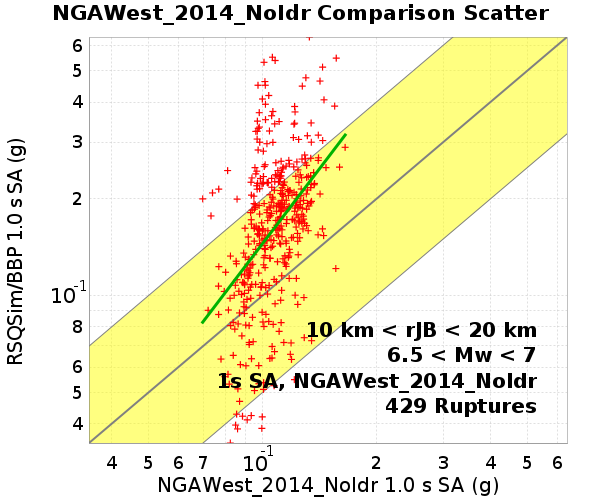 NGAWest_2014_NoIdr Comparison Scatter
RSQSim/BBP 1.0 s SA (g)
6
5
4
3
2
10-1
8
6
5
4
10 km < rJB < 20 km
6.5 < Mw < 7
1s SA, NGAWest_2014_NoIdr
429 Ruptures
4 5 6 7 10-1 2 3 4 5 6
NGAWest_2014_NoIdr 1.0 s SA (g)